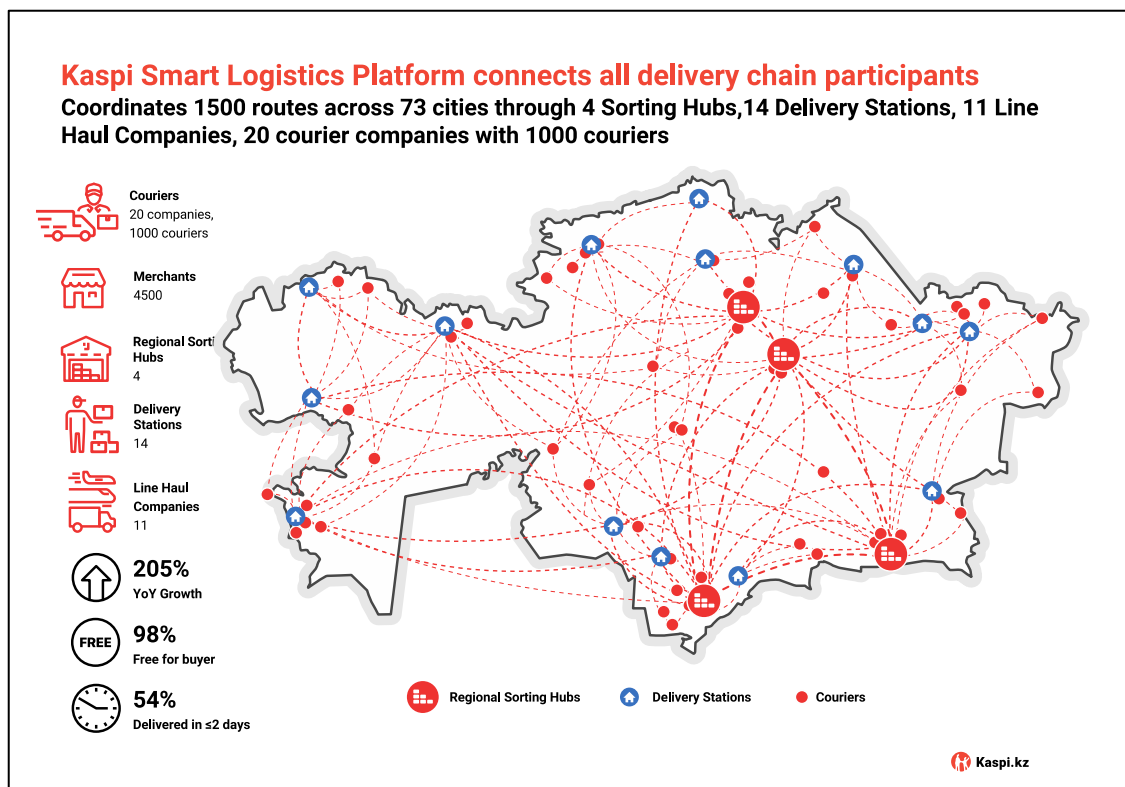 Kaspi Smart Logistics Platform connects all delivery chain participants
Coordinates 1500 routes across 73 cities through 4 Sorting Hubs,14 Delivery Stations, 11 Line
Haul Companies, 20 courier companies with 1000 couriers
Couriers
20 companies,
1000 couriers
Merchants
4500
Regional Sorti
Hubs
4
Delivery
Stations
14
Line Haul
Companies
11
205%
YoY Growth
FREE
98%
Free for buyer
54%
Delivered in ≤2 days
Regional Sorting Hubs
Delivery Stations
Couriers
Kaspi.kz